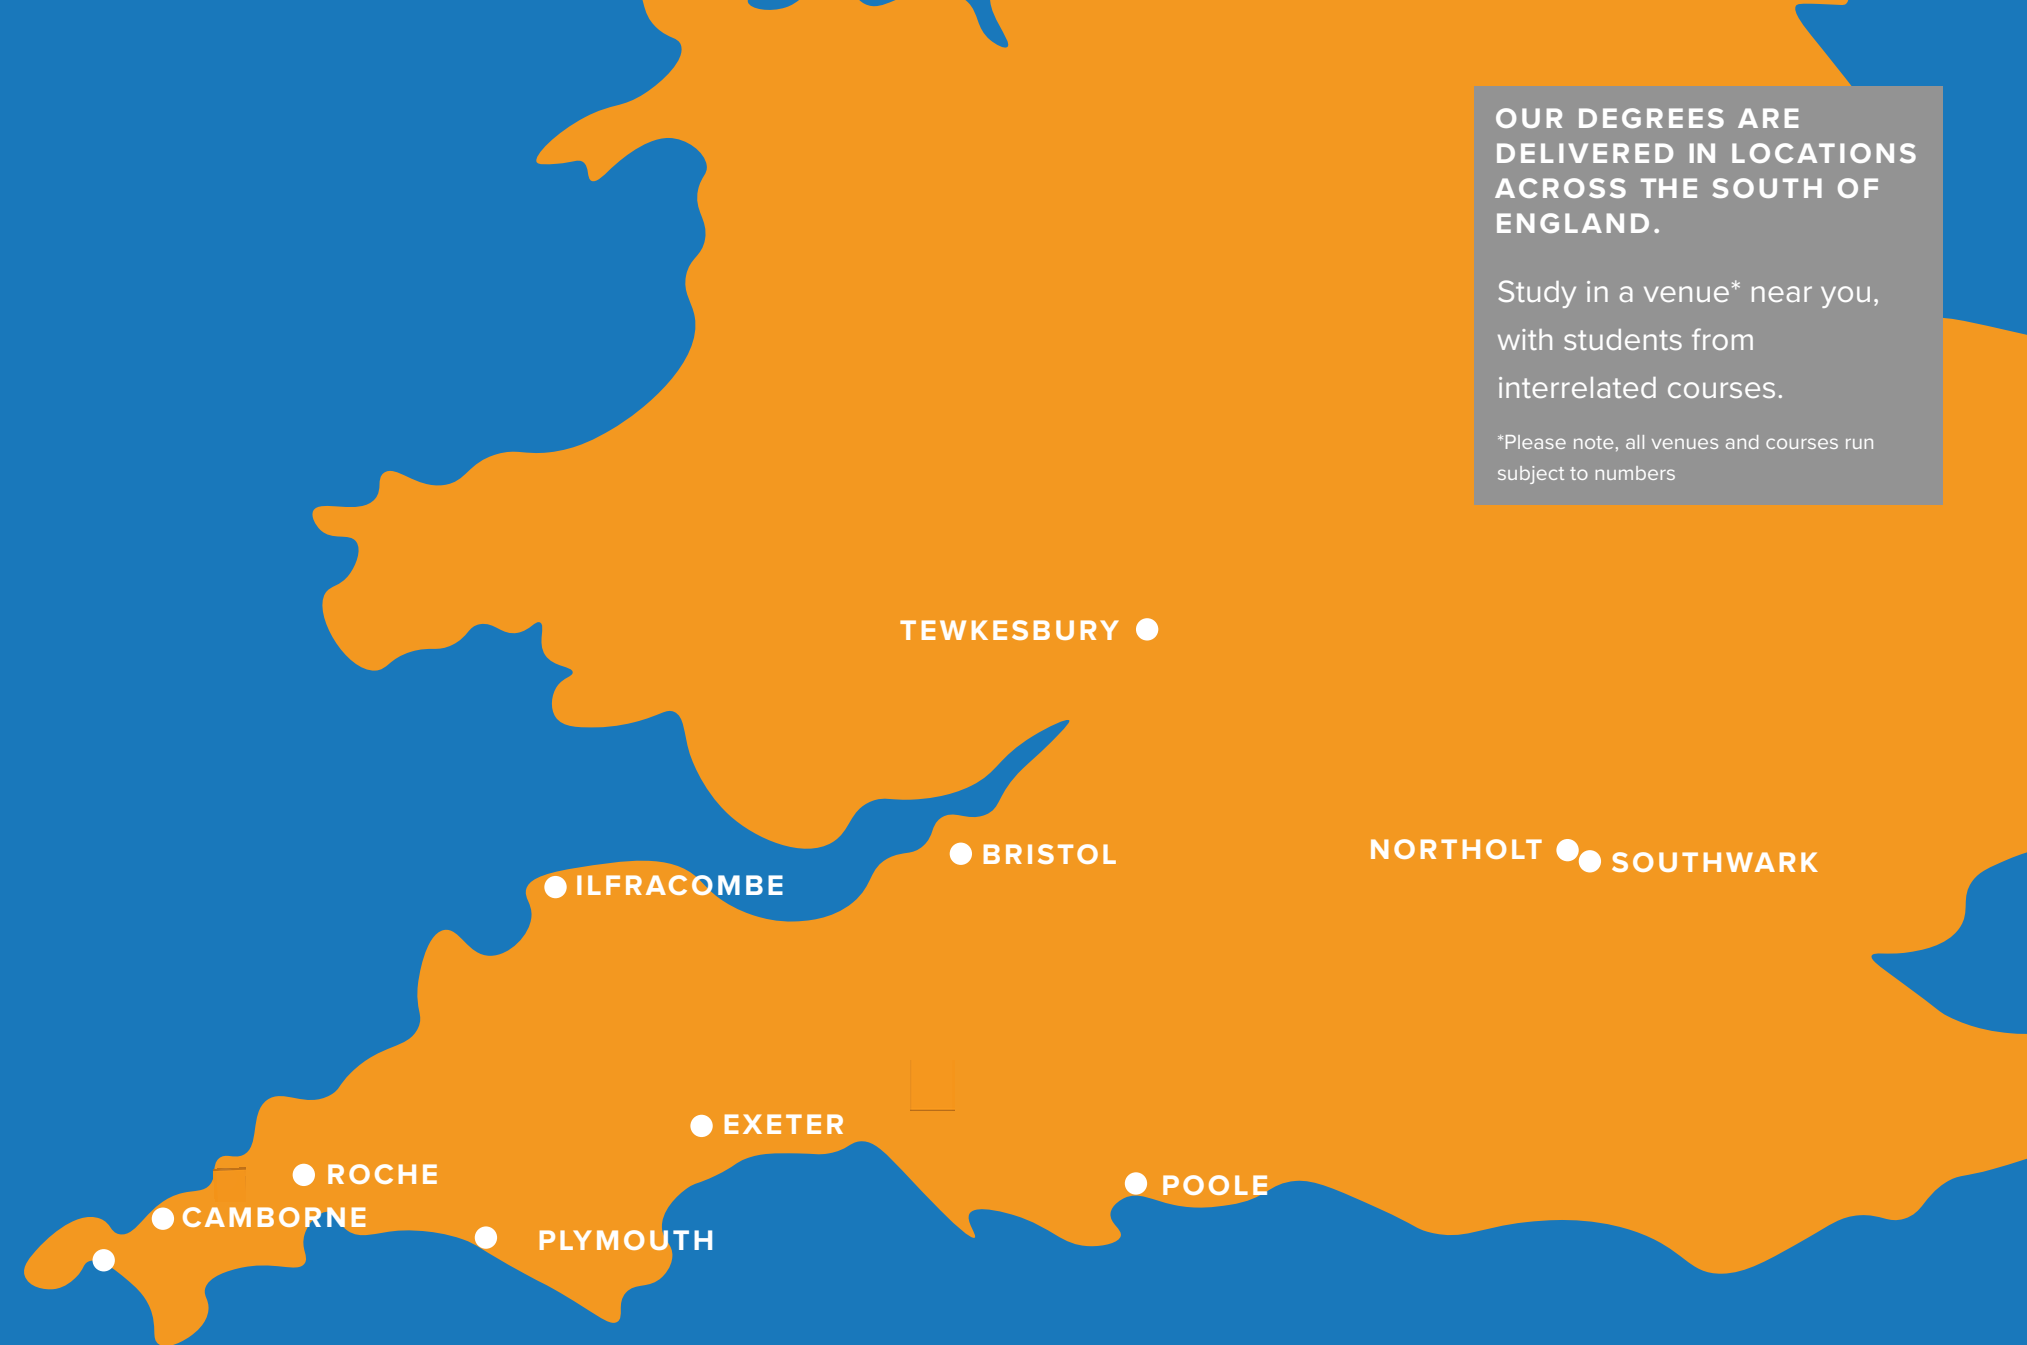 OUR DEGREES ARE
DELIVERED IN LOCATIONS
ACROSS THE SOUTH OF
ENGLAND.
Study in a venue* near you,
with students from
interrelated courses.
*Please note, all venues and courses run
subject to numbers
TEWKESBURY
BRISTOL
NORTHOLT
SOUTHWARK
ILFRACOMBE
EXETER
ROCHE
POOLE
CAMBORNE
PLYMOUTH